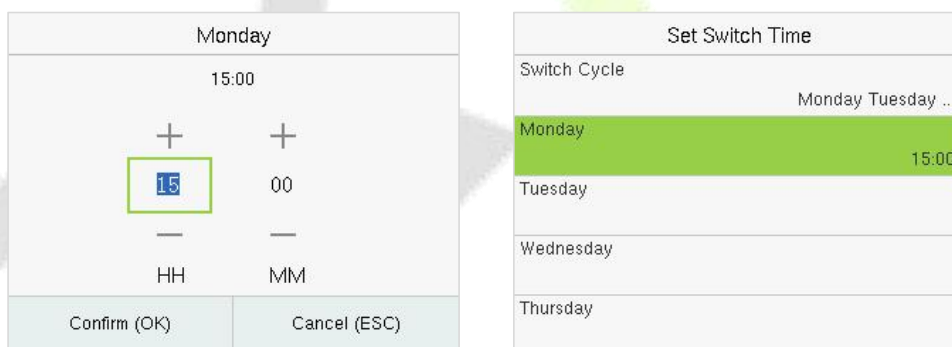 Monday
15:00
+ +
15 00
— —
HH MM
Confirm (OK) Cancel (ESC)
Set Switch Time
Switch Cycle
Monday Tuesday ..
Monday
15:00
Tuesday
Wednesday
Thursday